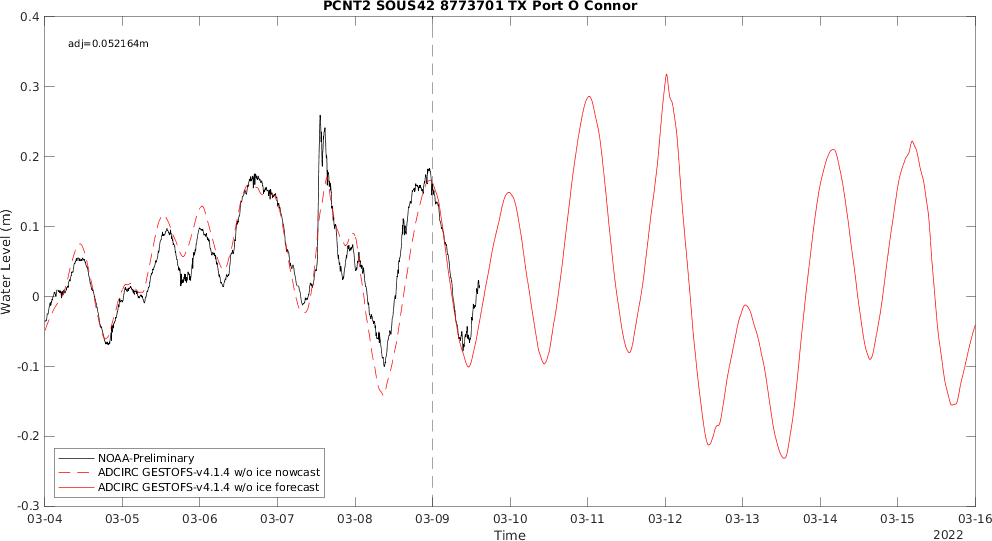 PCNT2 SOUS42 8773701 TX Port O Connor
adj=0.052164m
0.4
0.3
0.2
0.1
0
-0.1
-0.2
-0.3
Water Level (m)
NOAA-Preliminary
ADCIRC GESTOFS-v4.1.4 w/o ice nowcast
ADCIRC GESTOFS-v4.1.4 w/o ice forecast
03-04 03-05 03-06 03-07 03-08 03-09 03-10 03-11 03-12 03-13 03-14 03-15 03-16
Time
2022